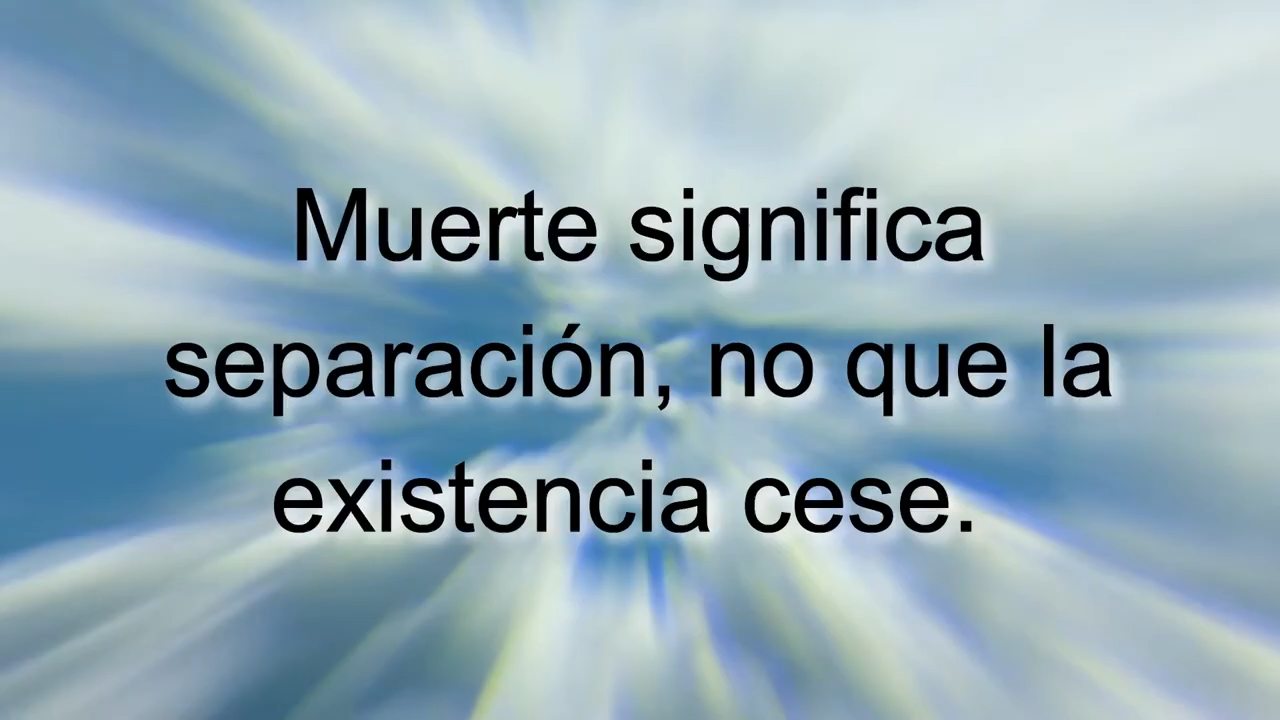 Muerte significa
separación, no que la
existencia cese.